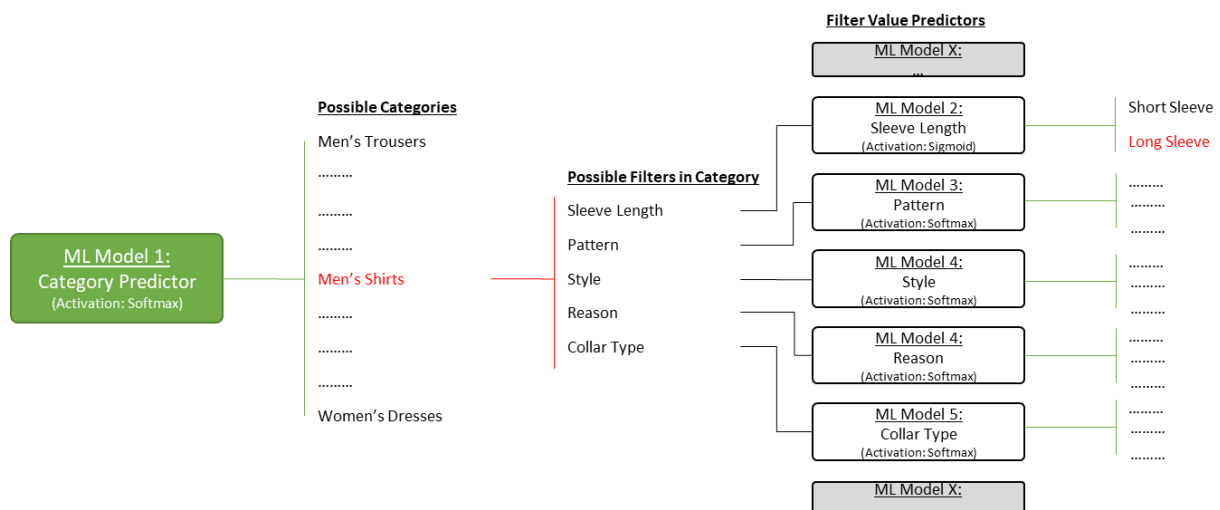 Filter Value Predictors
ML Model X:
...
Possible Categories
ML Model 2:
Sleeve Length
(Activation: Sigmoid)
Short Sleeve
Long Sleeve
Men's Trousers
.........
.........
.........
Men's Shirts
.........
.........
.........
Women's Dresses
Possible Filters in Category
Sleeve Length
Pattern
Style
Reason
Collar Type
ML Model 1:
Category Predictor
(Activation: Softmax)
ML Model 3:
Pattern
(Activation: Softmax)
.........
.........
.........
ML Model 4:
Style
(Activation: Softmax)
.........
.........
.........
ML Model 4:
Reason
(Activation: Softmax)
.........
.........
.........
ML Model 5:
Collar Type
(Activation: Softmax)
.........
.........
.........
ML Model X: